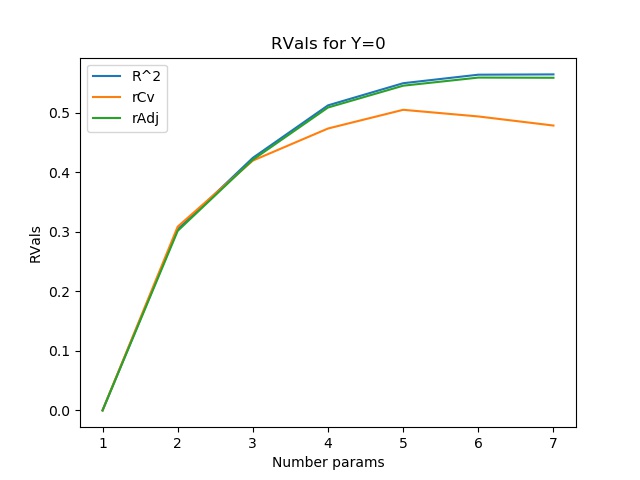 RVals for Y=0
R^2
rCv
rAdj
RVals
0.5
0.4
0.3
0.2
0.1
0.0
1 2 3 4 5 6 7
Number params